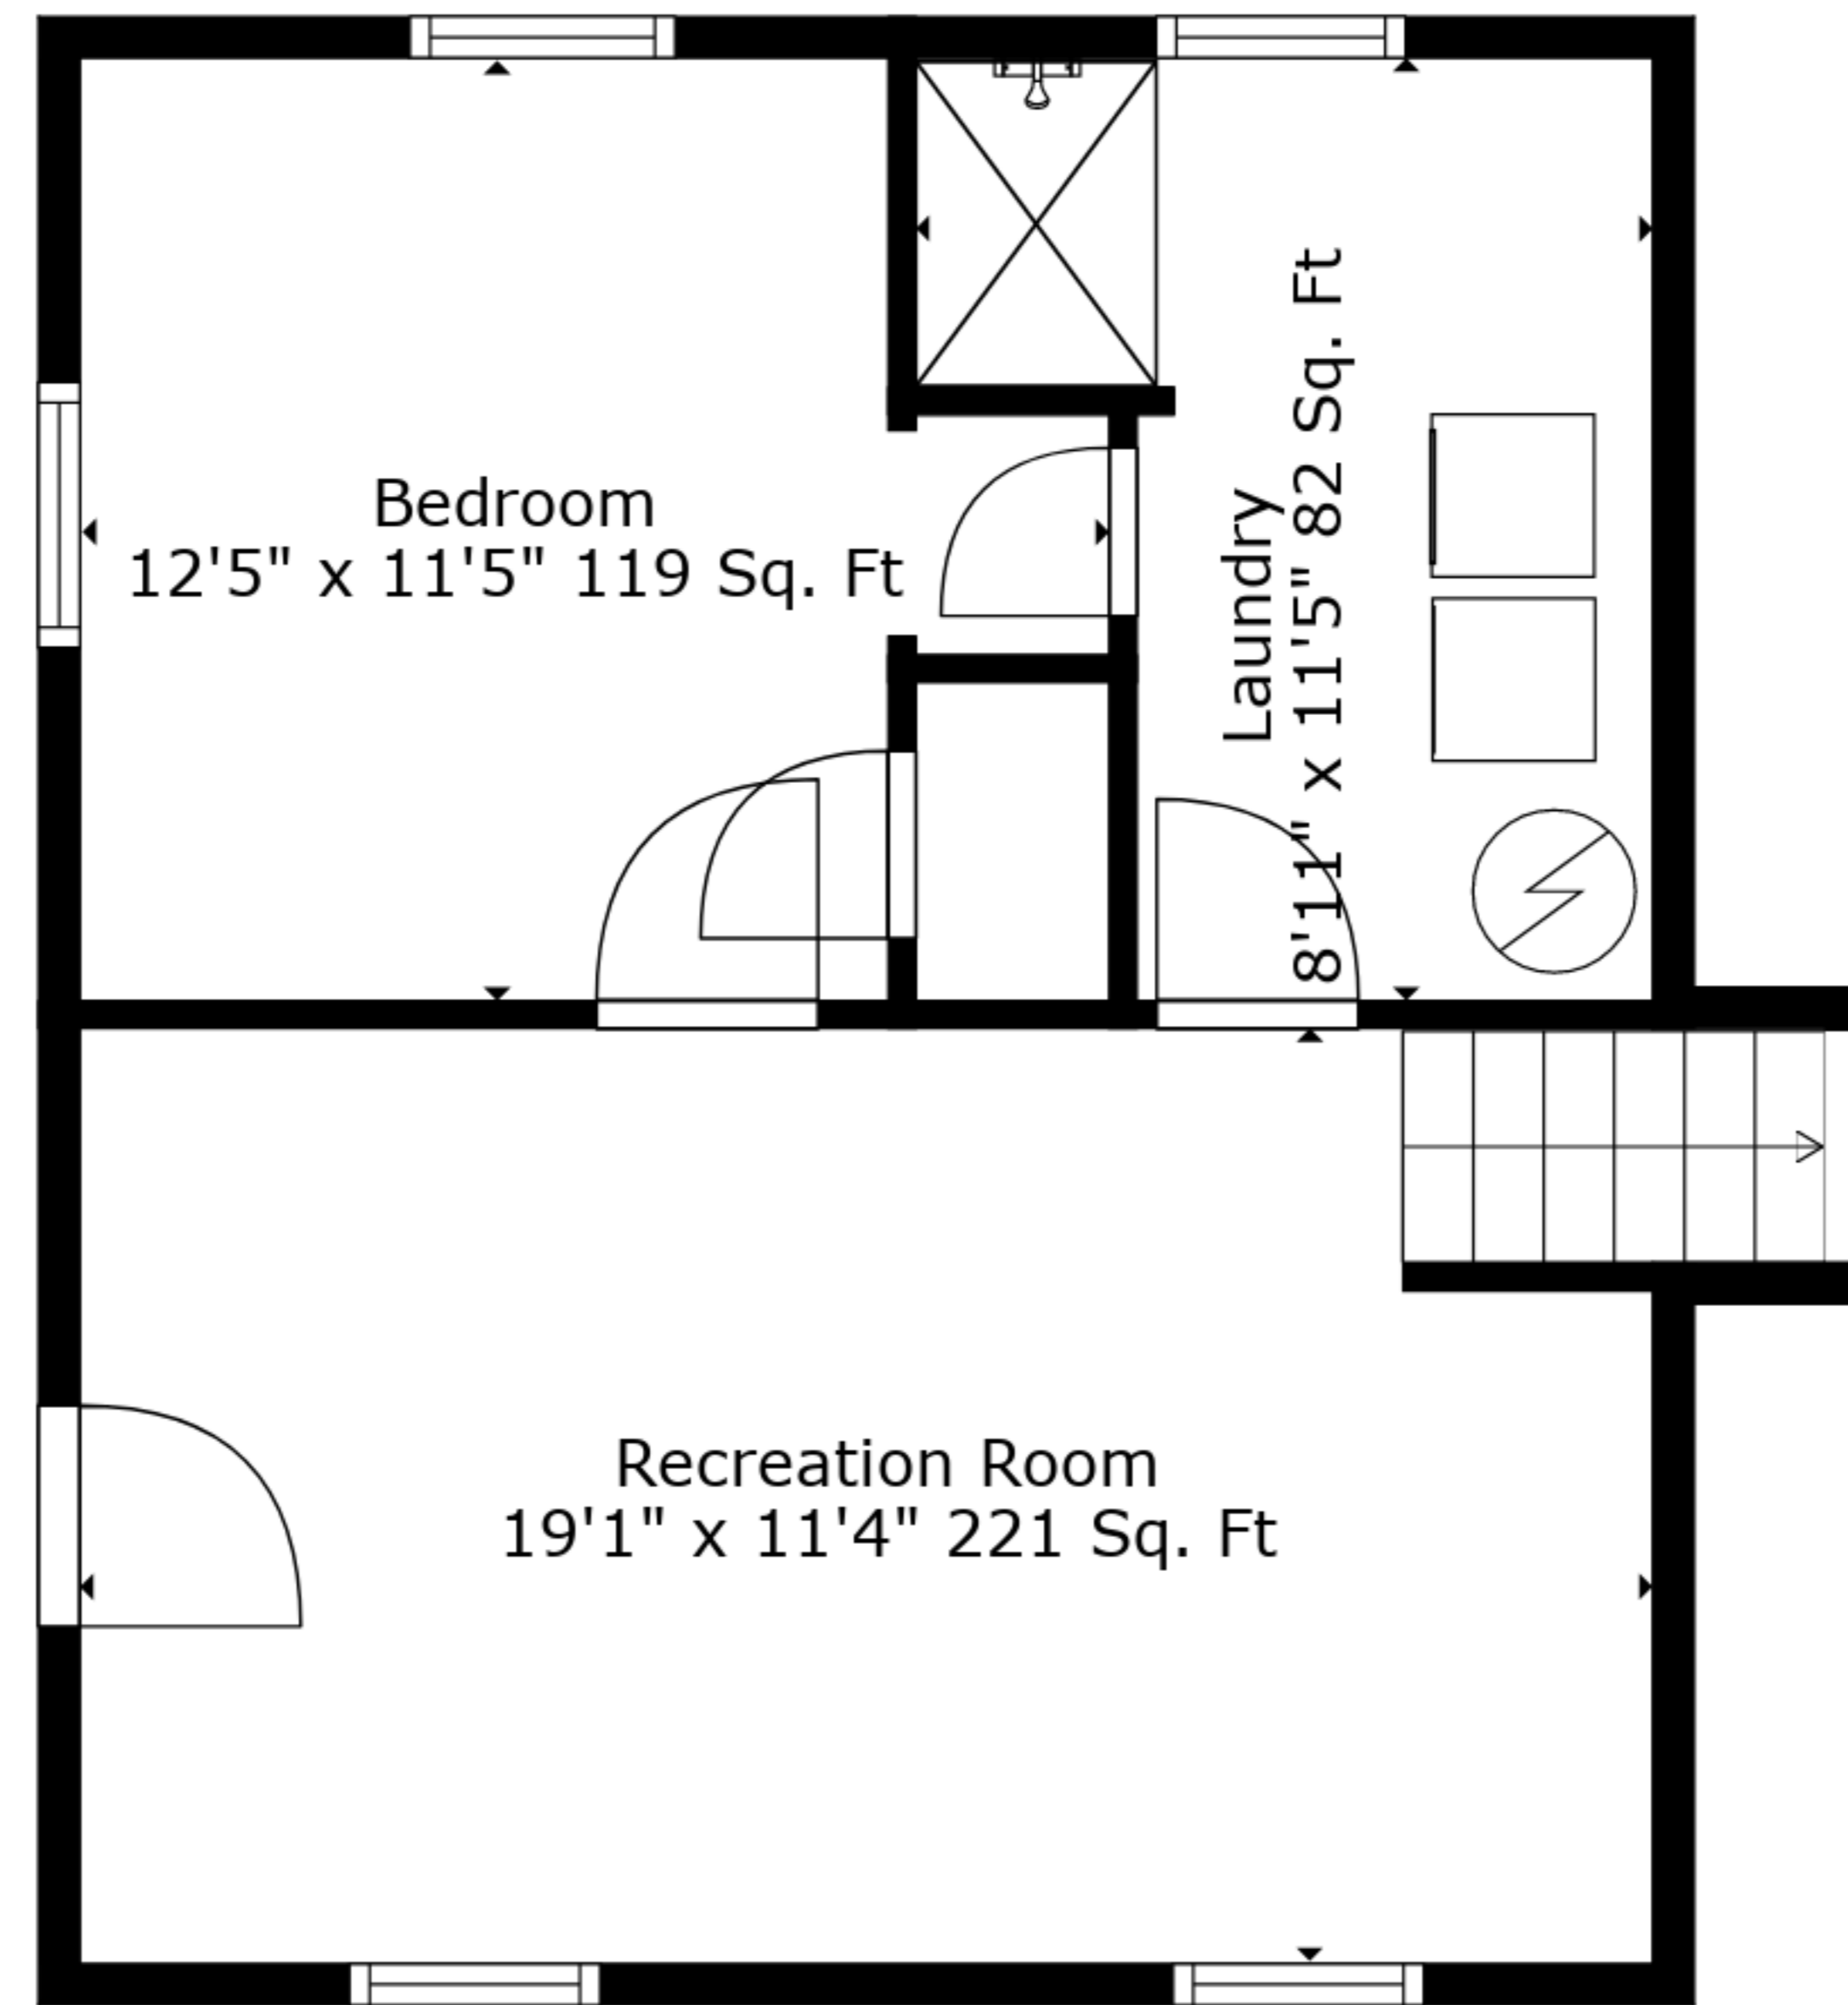 Bedroom
12'5" x 11'5" 119 Sq. Ft
Laundry
8'11" x 11'5" 82 Sq. Ft
Recreation Room
19'1" x 11'4" 221 Sq. Ft